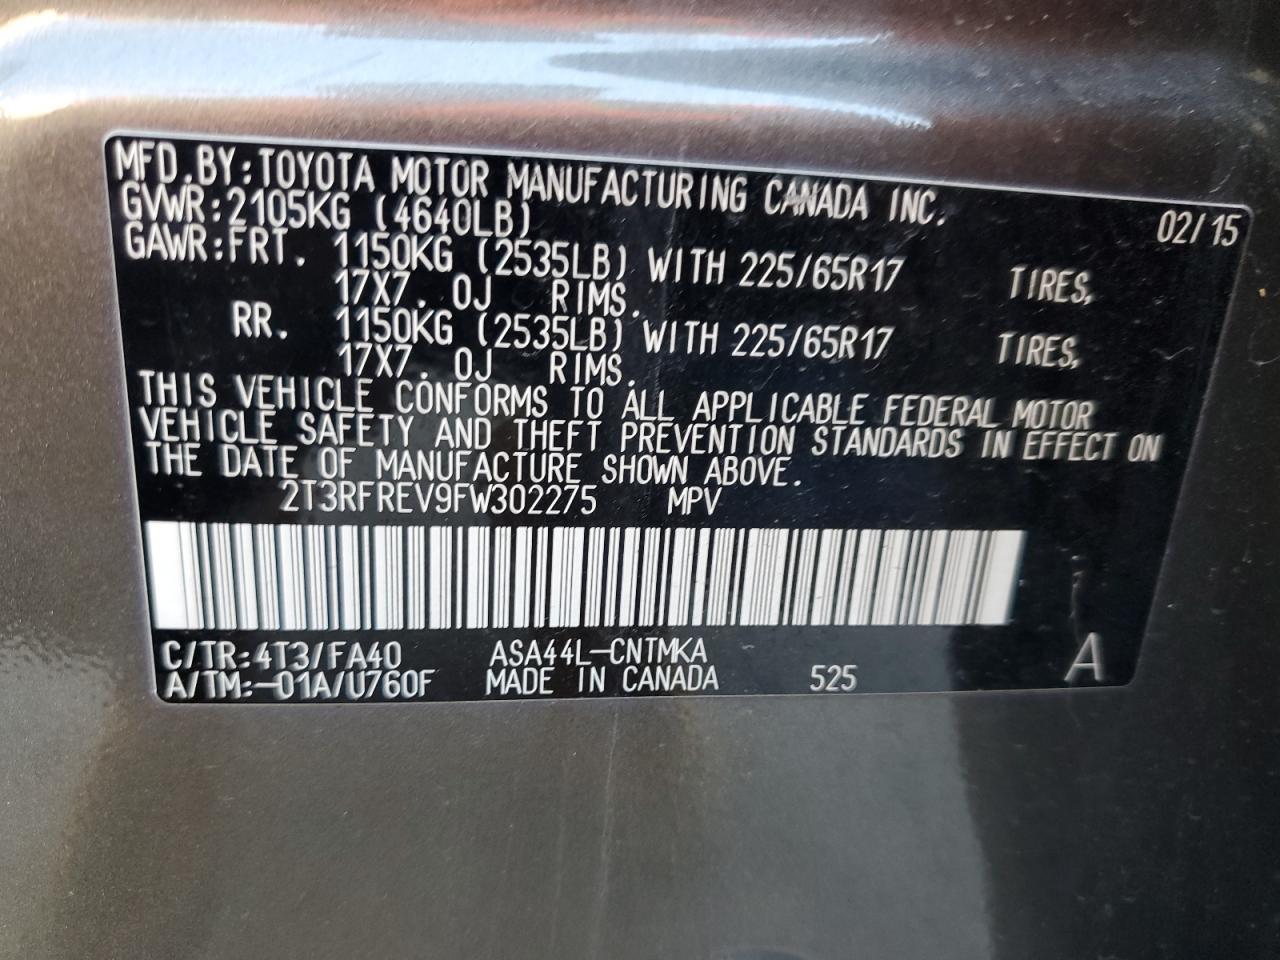 MFD.BY:TOYOTA MOTOR MANUFACTURING CANADA INC. 02/15
GVWR:2105KG (4640LB)
GAWR:FRT. 1150KG (2535LB) WITH 225/65R17 TIRES,
17X7.0J RIMS.
RR. 1150KG (2535LB) WITH 225/65R17 TIRES,
17X7.0J RIMS.
THIS VEHICLE CONFORMS TO ALL APPLICABLE FEDERAL MOTOR
VEHICLE SAFETY AND THEFT PREVENTION STANDARDS IN EFFECT ON
THE DATE OF MANUFACTURE SHOWN ABOVE.
2T3RFREV9FW302275 MPV
C/TR:4T3/FA40 ASA44L-CNTMKA A
A/TM:-01A/U760F MADE IN CANADA 525